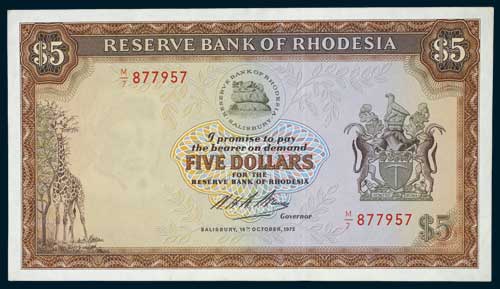 RESERVE BANK OF RHODESIA
$5
$5
M/7 877957
RESERVE BANK OF RHODESIA
SALISBURY
I promise to pay
the bearer on demand
FIVE DOLLARS
FOR THE
RESERVE BANK OF RHODESIA
Governor
SALISBURY, 16TH OCTOBER, 1972
M/7 877957
$5